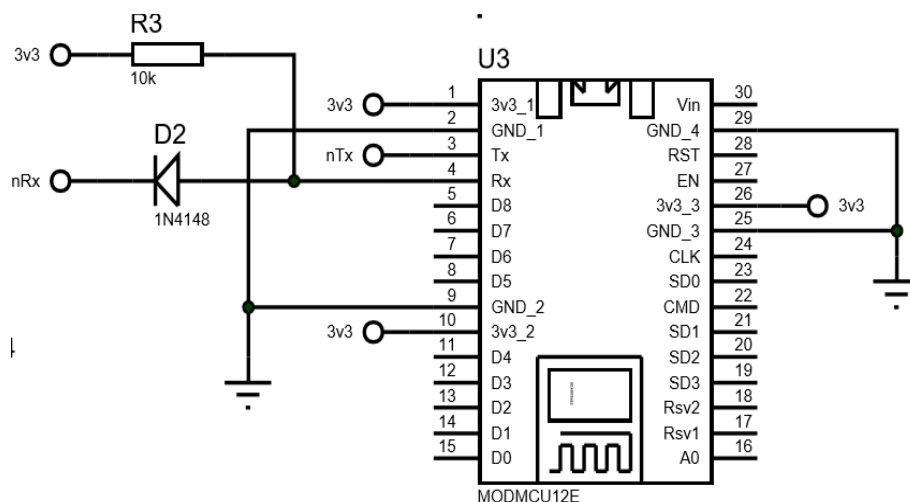 R3
3v3
10k
D2
nRx
1N4148
U3
3v3
nTx
3v3
1 3v3_1
2 GND_1
3 Tx
4 Rx
5 D8
6 D7
7 D6
8 D5
9 GND_2
10 3v3_2
11 D4
12 D3
13 D2
14 D1
15 D0
Vin 30
GND_4 29
RST 28
EN 27
3v3_3 26
3v3
GND_3 25
CLK 24
SD0 23
CMD 22
SD1 21
SD2 20
SD3 19
Rsv2 18
Rsv1 17
A0 16
MODMCU12E